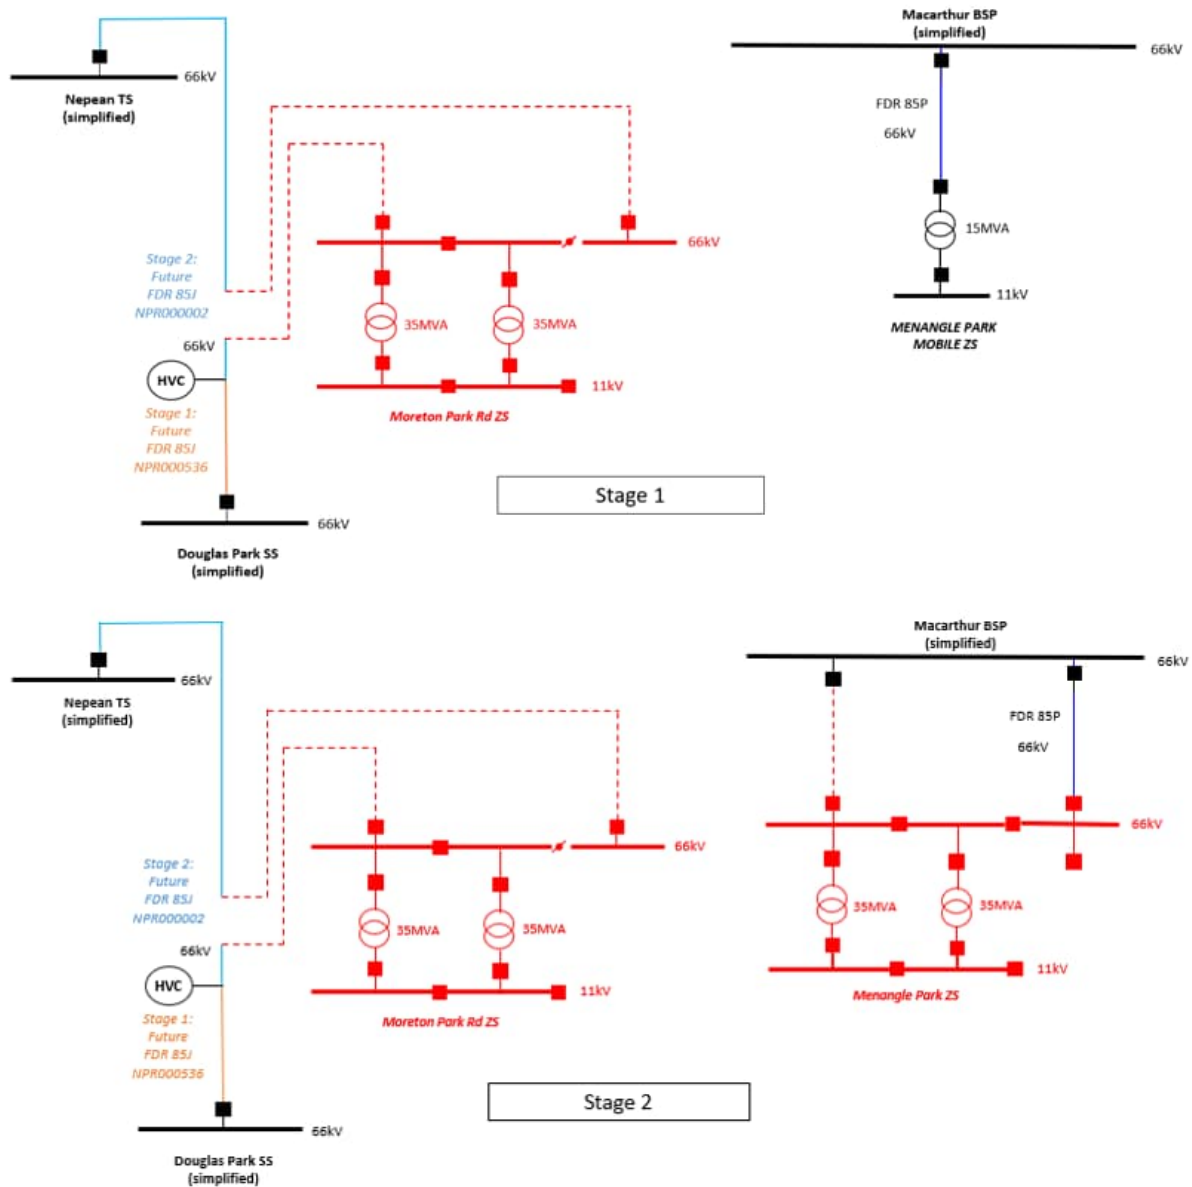 Macarthur BSP
(simplified)
66kV
66kV
Nepean TS
(simplified)
FDR 85P
66kV
15MVA
11kV
MENANGLE PARK
MOBILE ZS
66kV
Stage 2:
Future
FDR 85J
NPR000002
66kV
35MVA
35MVA
HVC
11kV
Moreton Park Rd ZS
Stage 1:
Future
FDR 85J
NPR000536
Stage 1
66kV
Douglas Park SS
(simplified)
Macarthur BSP
(simplified)
66kV
66kV
Nepean TS
(simplified)
FDR 85P
66kV
66kV
66kV
Stage 2:
Future
FDR 85J
NPR000002
35MVA
35MVA
35MVA
35MVA
66kV
HVC
11kV
11kV
Menangle Park ZS
Moreton Park Rd ZS
Stage 1:
Future
FDR 85J
NPR000536
Stage 2
66kV
Douglas Park SS
(simplified)